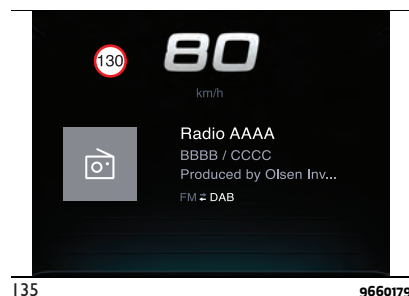 130
80
km/h
Radio AAAA
BBBB / CCCC
Produced by Olsen Inv...
FM ⇄ DAB
135
9660179